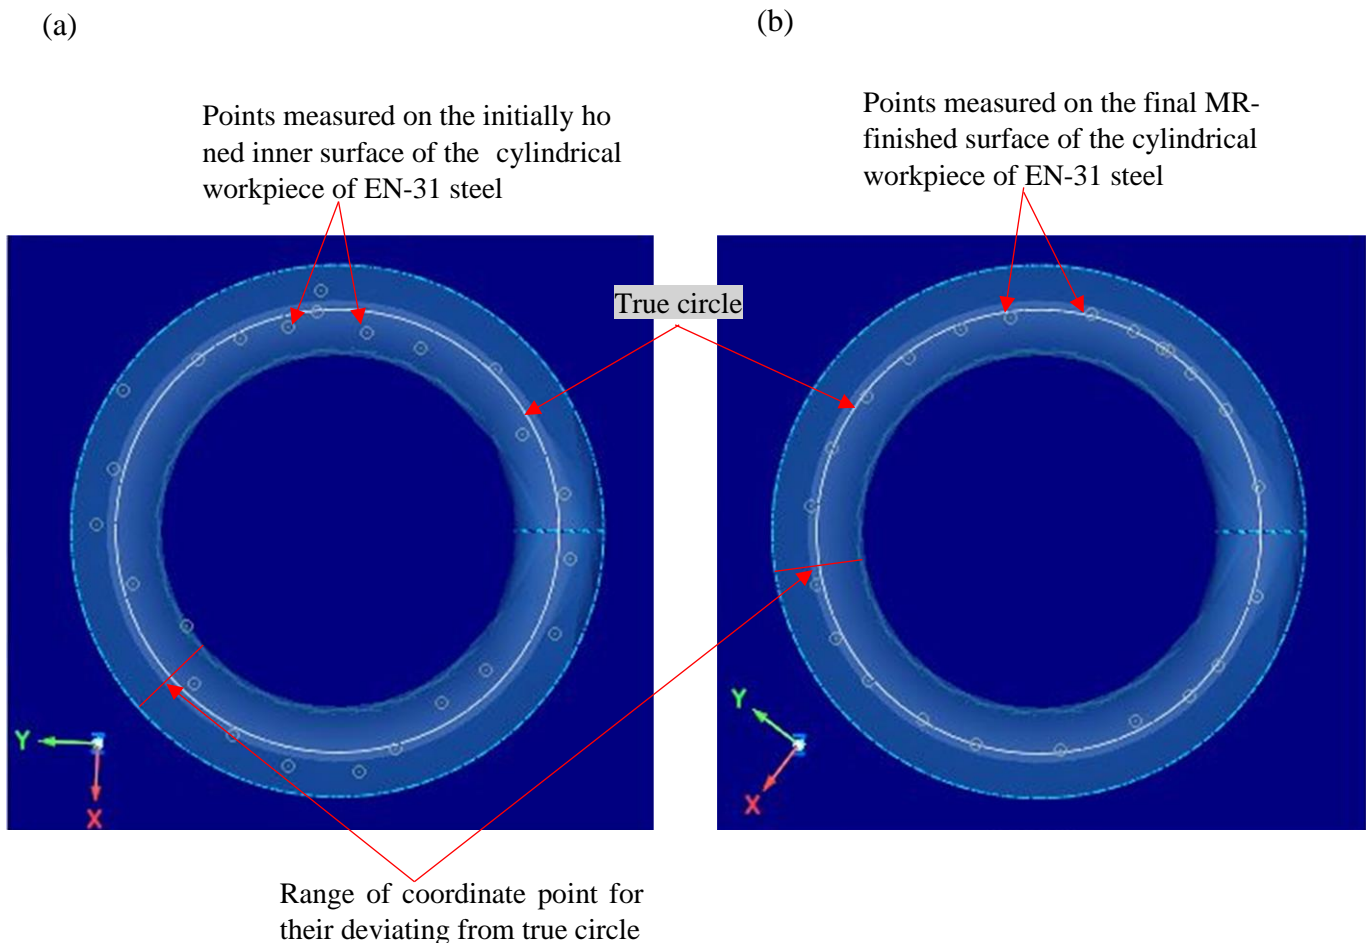 (a)
(b)
Points measured on the initially ho
ned inner surface of the cylindrical
workpiece of EN-31 steel
Points measured on the final MR-
finished surface of the cylindrical
workpiece of EN-31 steel
True circle
Y
X
Y
X
Range of coordinate point for
their deviating from true circle